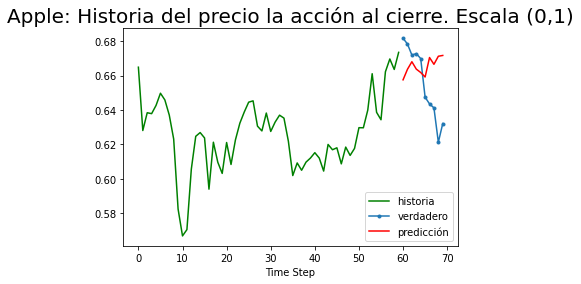 Apple: Historia del precio la acción al cierre. Escala (0,1)
0.68
0.66
0.64
0.62
0.60
0.58
historia
verdadero
predicción
0 10 20 30 40 50 60 70
Time Step